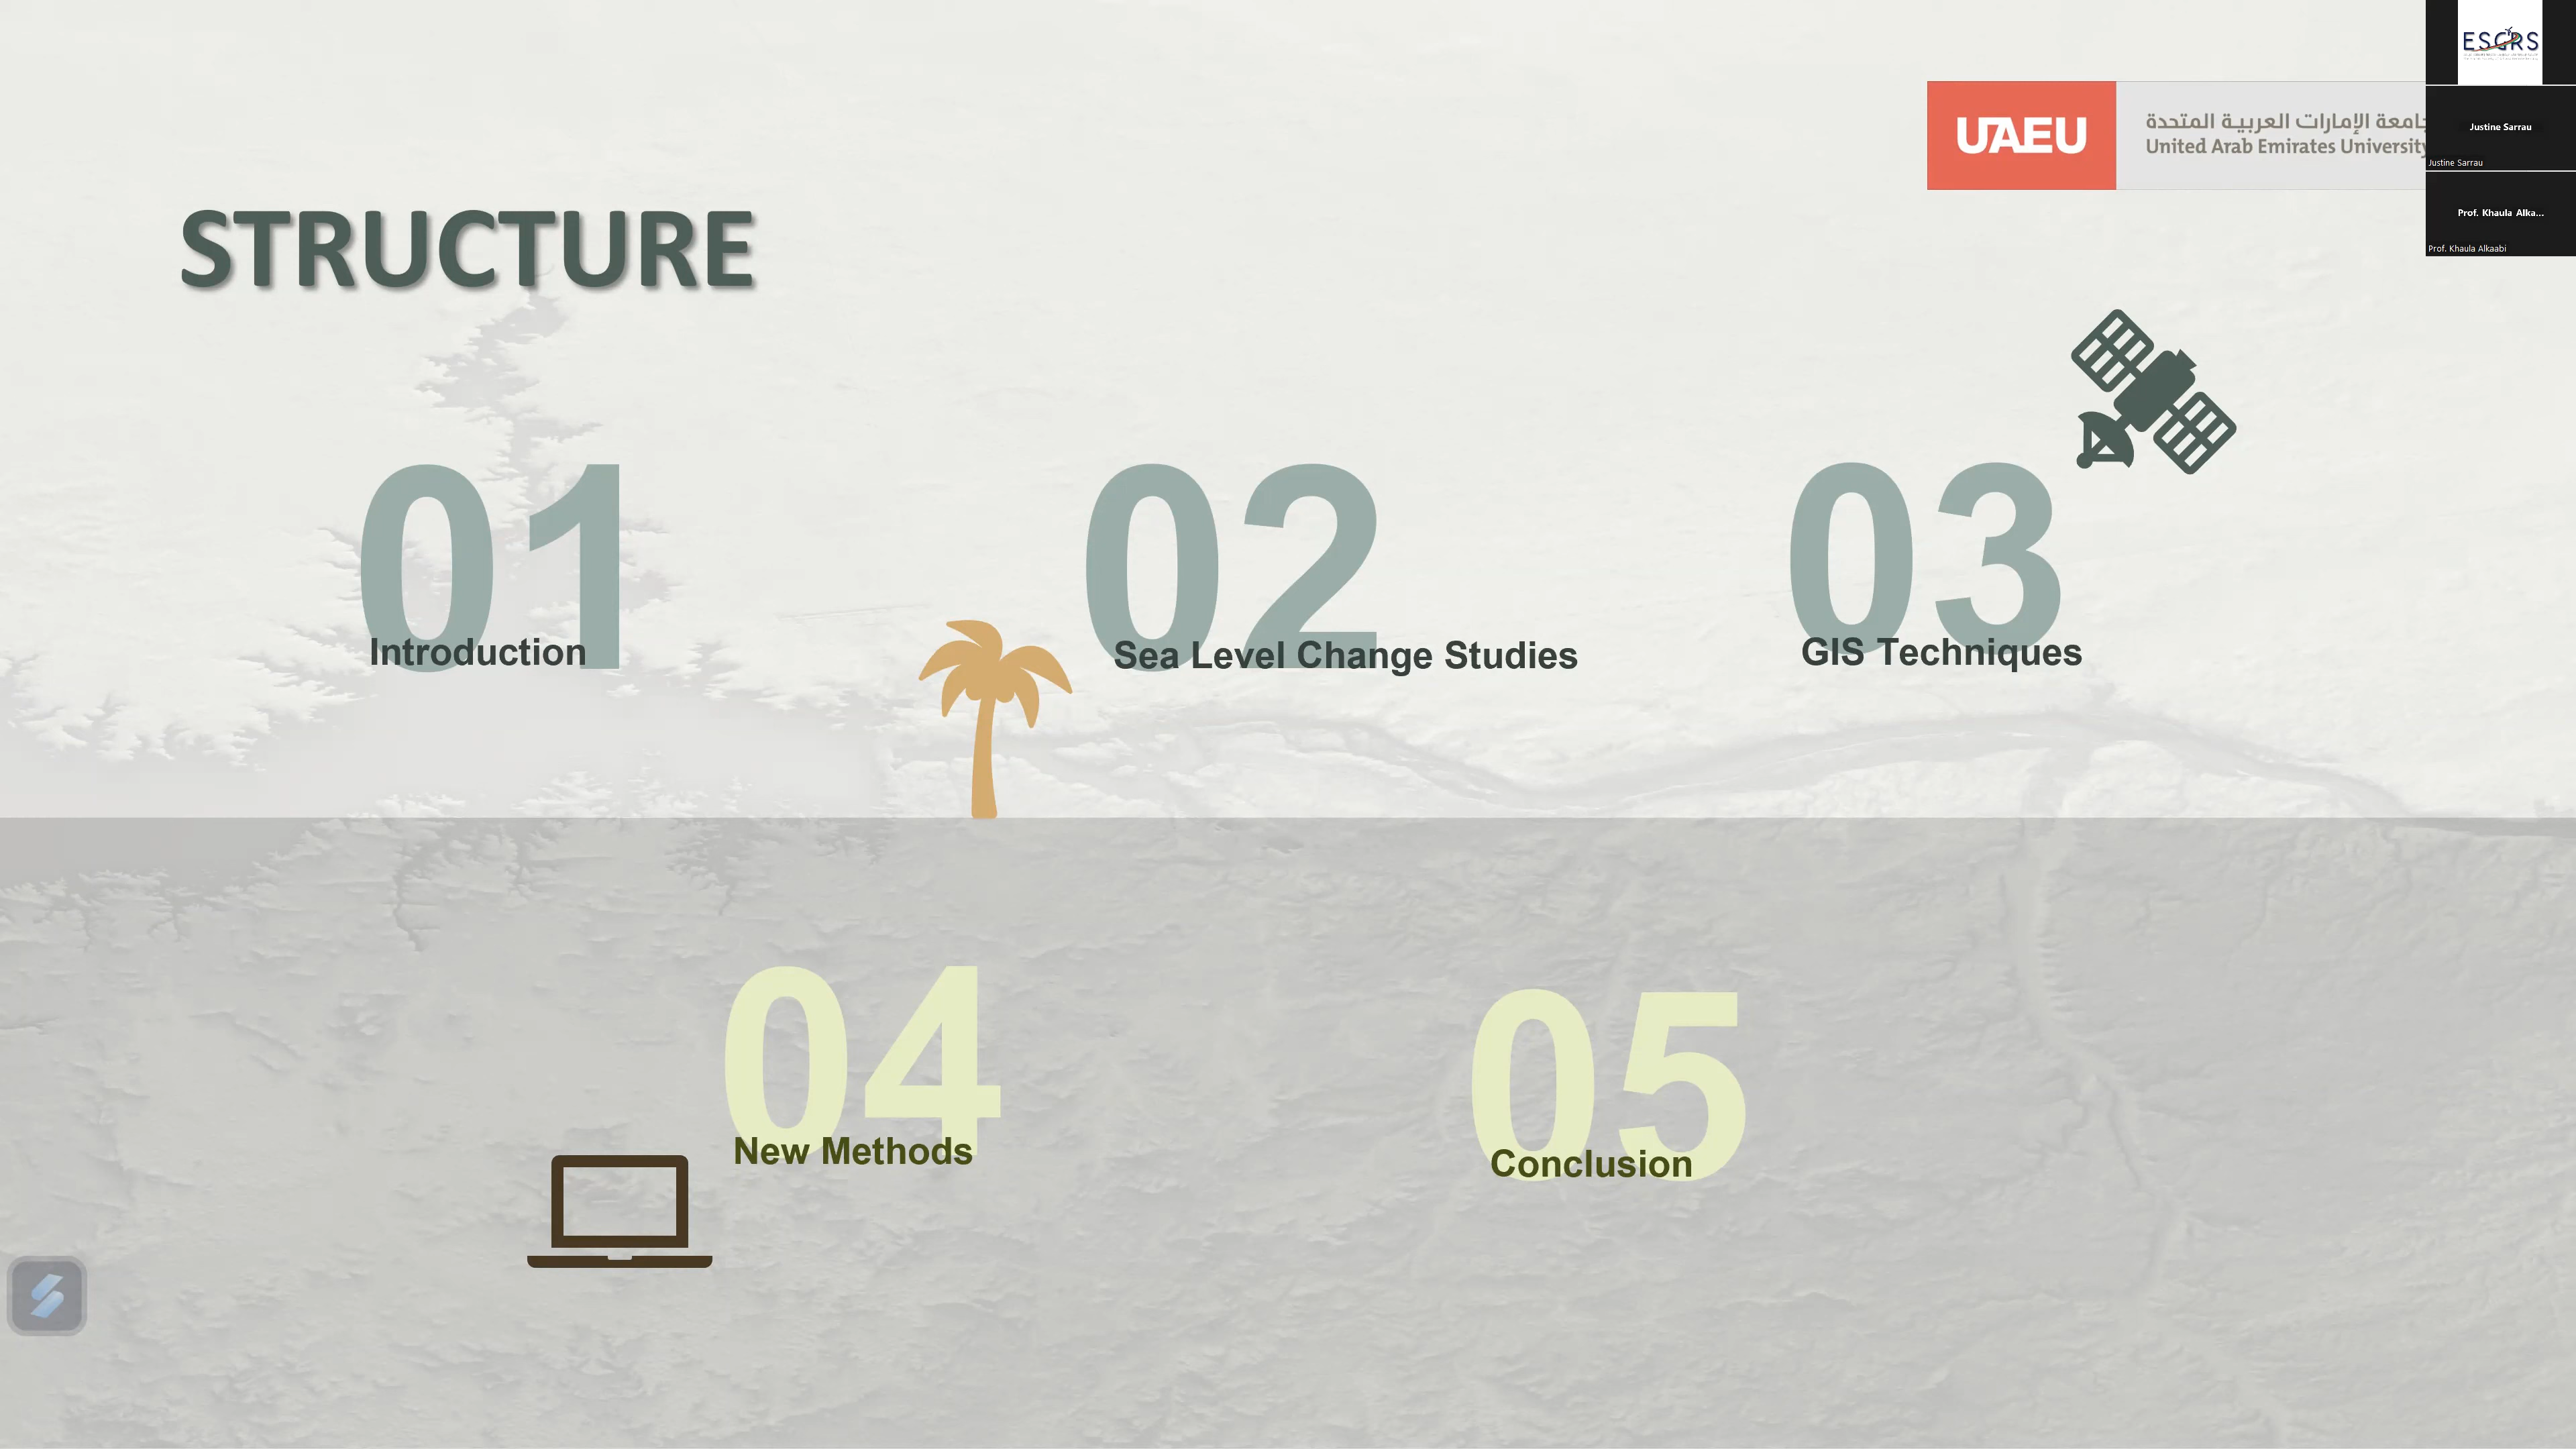 ESGRS
UAEU
جامعة الإمارات العربية المتحدة
United Arab Emirates University
Justine Sarrau
Justine Sarrau
Prof. Khaula Alka...
Prof. Khaula Alkaabi
STRUCTURE
01
Introduction
02
Sea Level Change Studies
03
GIS Techniques
04
New Methods
05
Conclusion